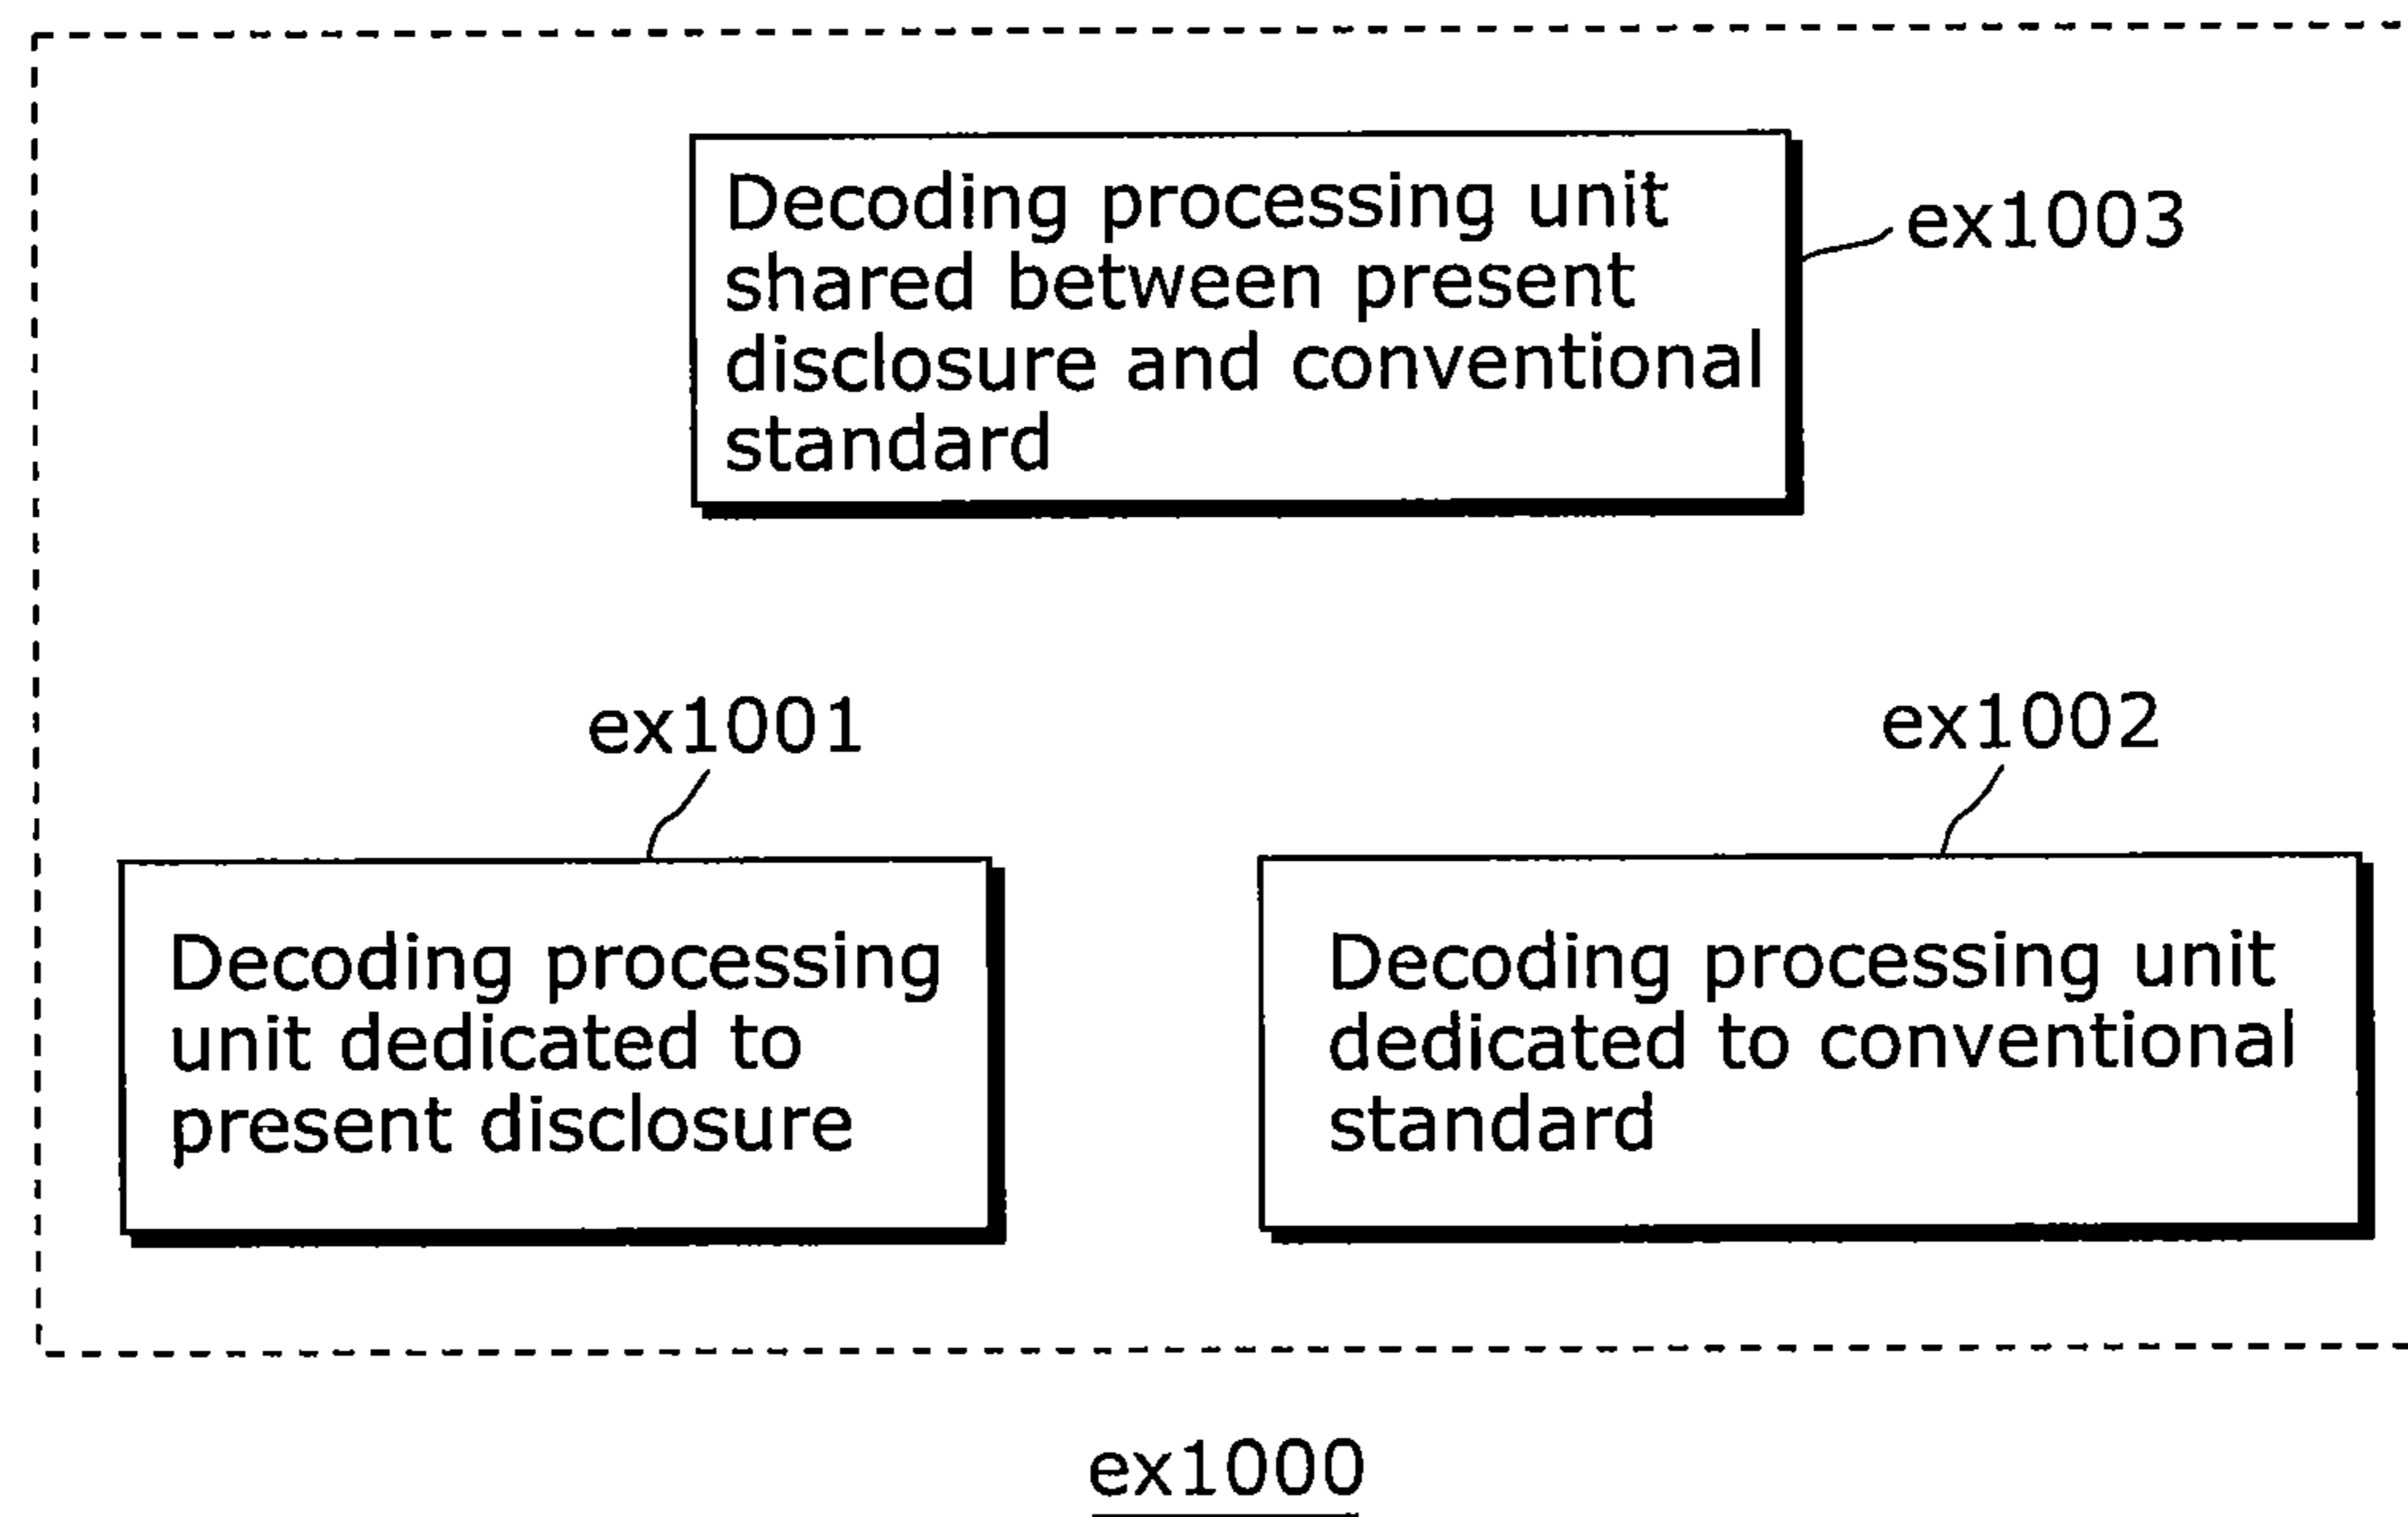 Decoding processing unit
shared between present
disclosure and conventional
standard
ex1003
ex1001
ex1002
Decoding processing
unit dedicated to
present disclosure
Decoding processing unit
dedicated to conventional
standard
ex1000